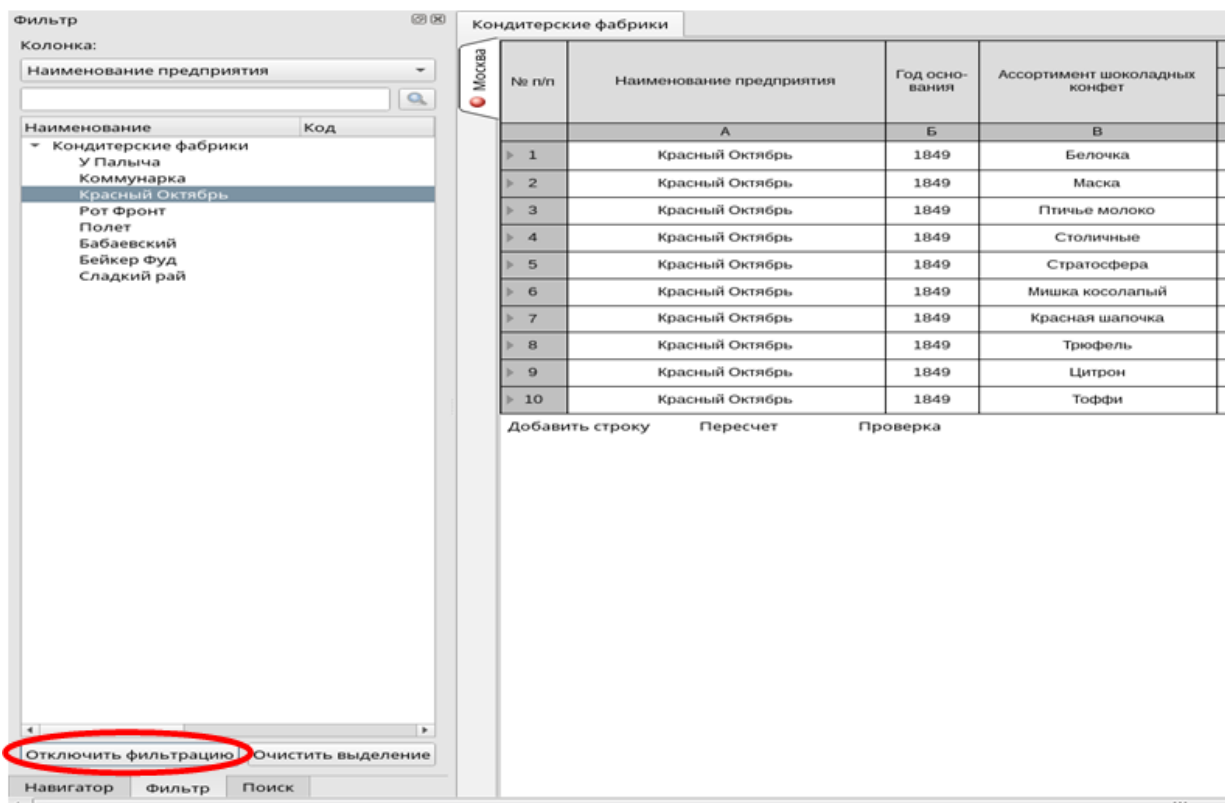 Фильтр
Колонка:
Наименование предприятия
Наименование Код
Кондитерские фабрики
У Палыча
Коммунарка
Красный Октябрь
Рот Фронт
Полет
Бабаевский
Бейкер Фуд
Сладкий рай
Отключить фильтрацию Очистить выделение
Навигатор Фильтр Поиск
Кондитерские фабрики
Москва
№ п/п Наименование предприятия Год осно-
вания Ассортимент шоколадных
конфет
А Б В
1 Красный Октябрь 1849 Белочка
2 Красный Октябрь 1849 Маска
3 Красный Октябрь 1849 Птичье молоко
4 Красный Октябрь 1849 Столичные
5 Красный Октябрь 1849 Стратосфера
6 Красный Октябрь 1849 Мишка косолапый
7 Красный Октябрь 1849 Красная шапочка
8 Красный Октябрь 1849 Трюфель
9 Красный Октябрь 1849 Цитрон
10 Красный Октябрь 1849 Тоффи
Добавить строку Пересчет Проверка